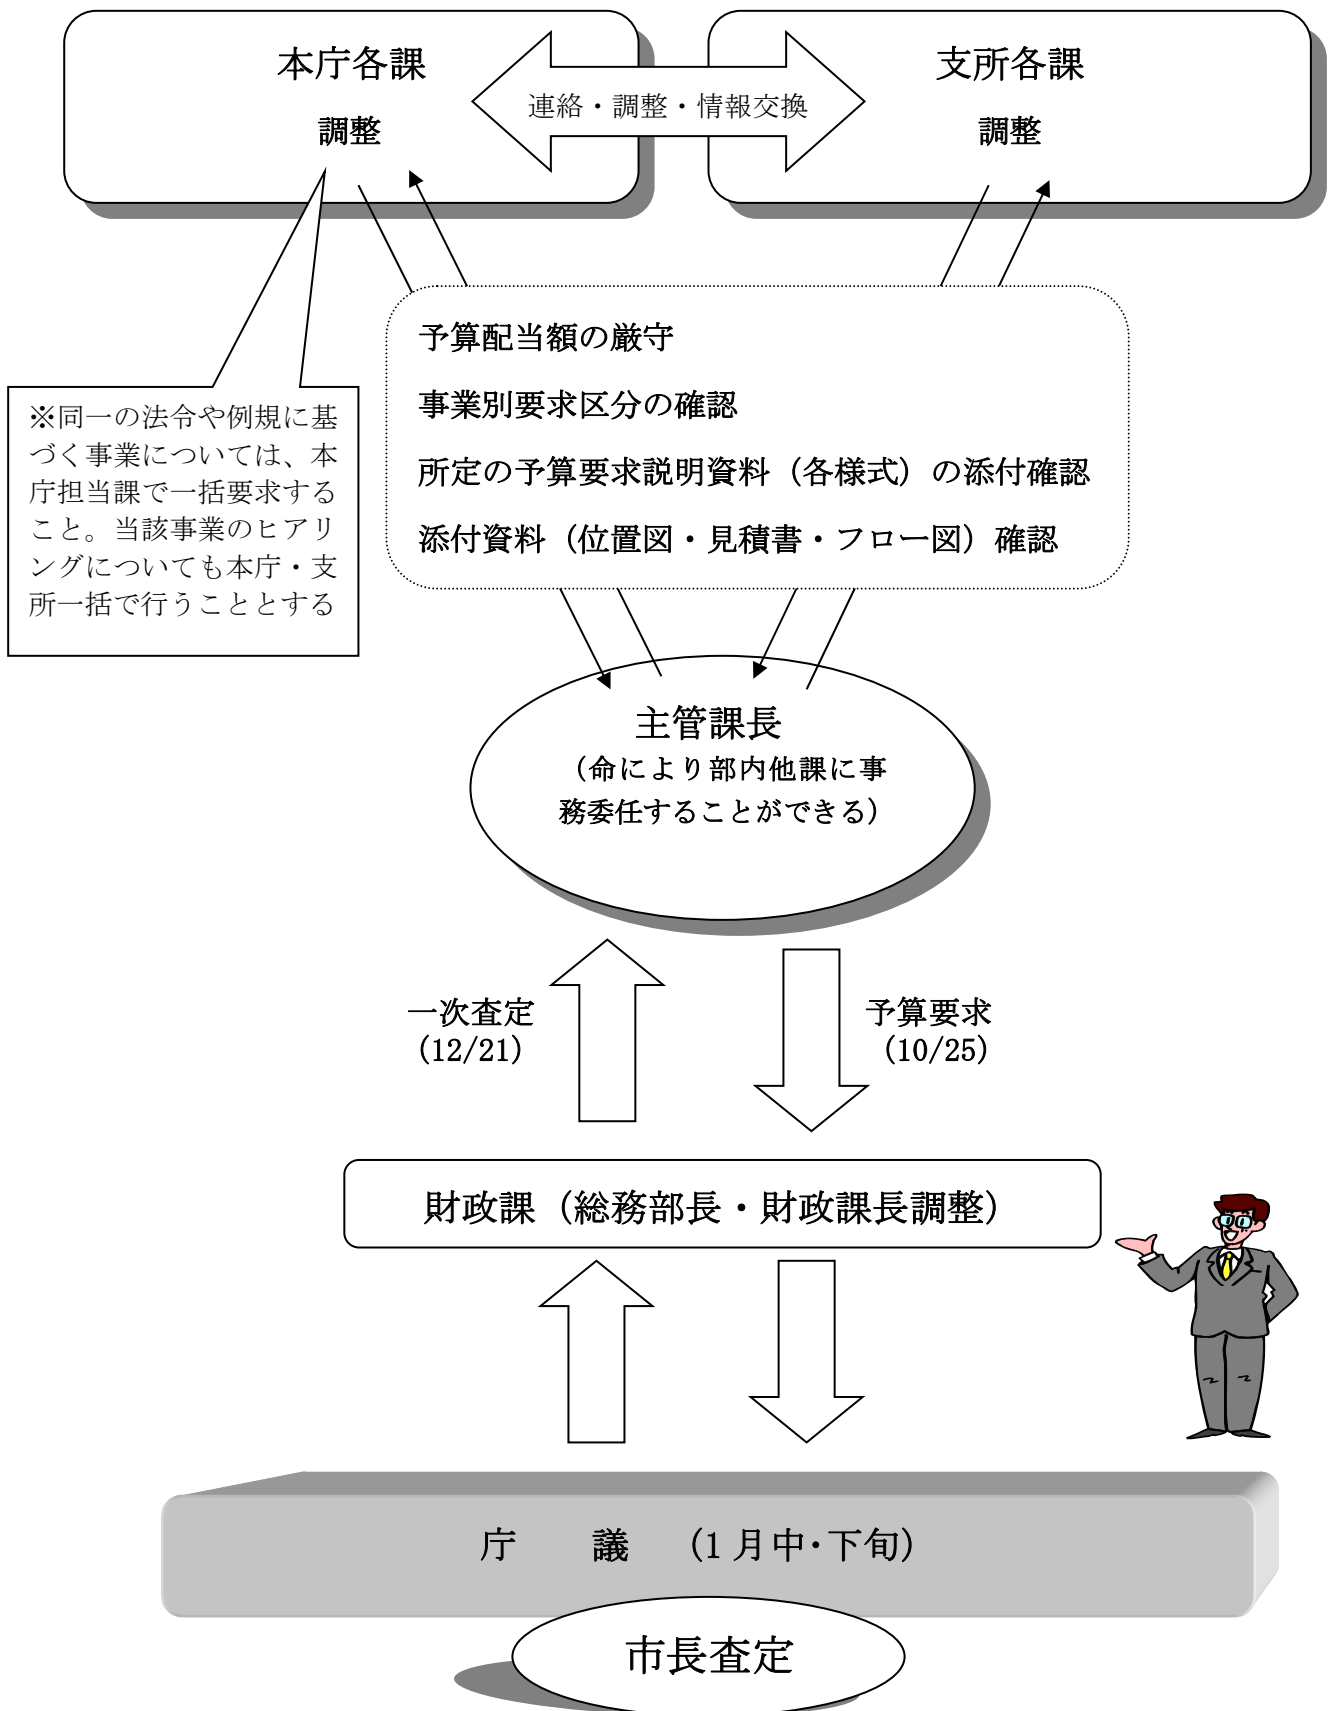 本庁各課
調整
連絡・調整・情報交換
支所各課
調整
予算配当額の厳守
事業別要求区分の確認
所定の予算要求説明資料（各様式）の添付確認
添付資料（位置図・見積書・フロー図）確認
※同一の法令や例規に基
づく事業については、本
庁担当課で一括要求する
こと。当該事業のヒアリ
ングについても本庁・支
所一括で行うこととする
主管課長
（命により部内他課に事
務委任することができる）
一次査定
(12/21)
予算要求
(10/25)
財政課（総務部長・財政課長調整）
庁　議　（1月中・下旬）
市長査定